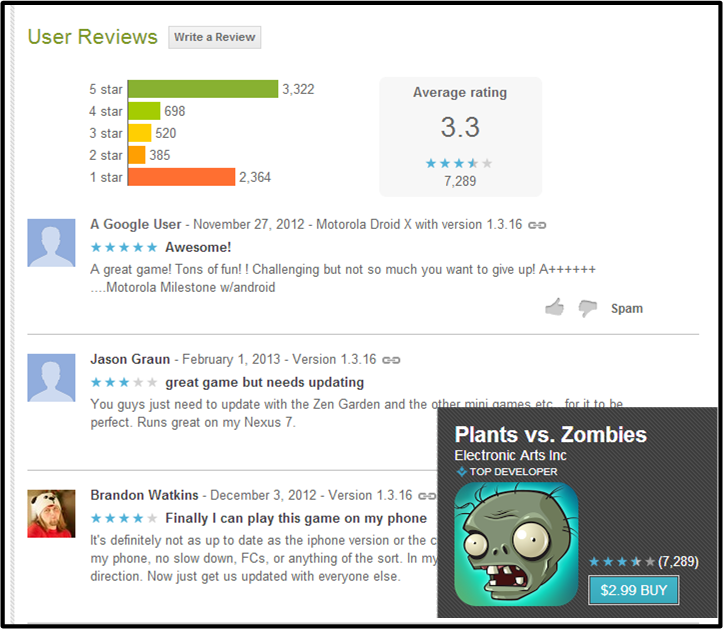 User Reviews Write a Review
5 star 3,322
4 star 698
3 star 520
2 star 385
1 star 2,364
Average rating
3.3
7,289
A Google User - November 27, 2012 - Motorola Droid X with version 1.3.16
Awesome!
A great game! Tons of fun! ! Challenging but not so much you want to give up! A++++++
....Motorola Milestone w/android
Spam
Jason Graun - February 1, 2013 - Version 1.3.16
great game but needs updating
You guys just need to update with the Zen Garden and the other mini games etc.. for it to be
perfect. Runs great on my Nexus 7.
Brandon Watkins - December 3, 2012 - Version 1.3.16
Finally I can play this game on my phone
It's definitely not as up to date as the iphone version or the c
my phone, no slow down, FCs, or anything of the sort. In my
direction. Now just get us updated with everyone else.
Plants vs. Zombies
Electronic Arts Inc
TOP DEVELOPER
(7,289)
$2.99 BUY